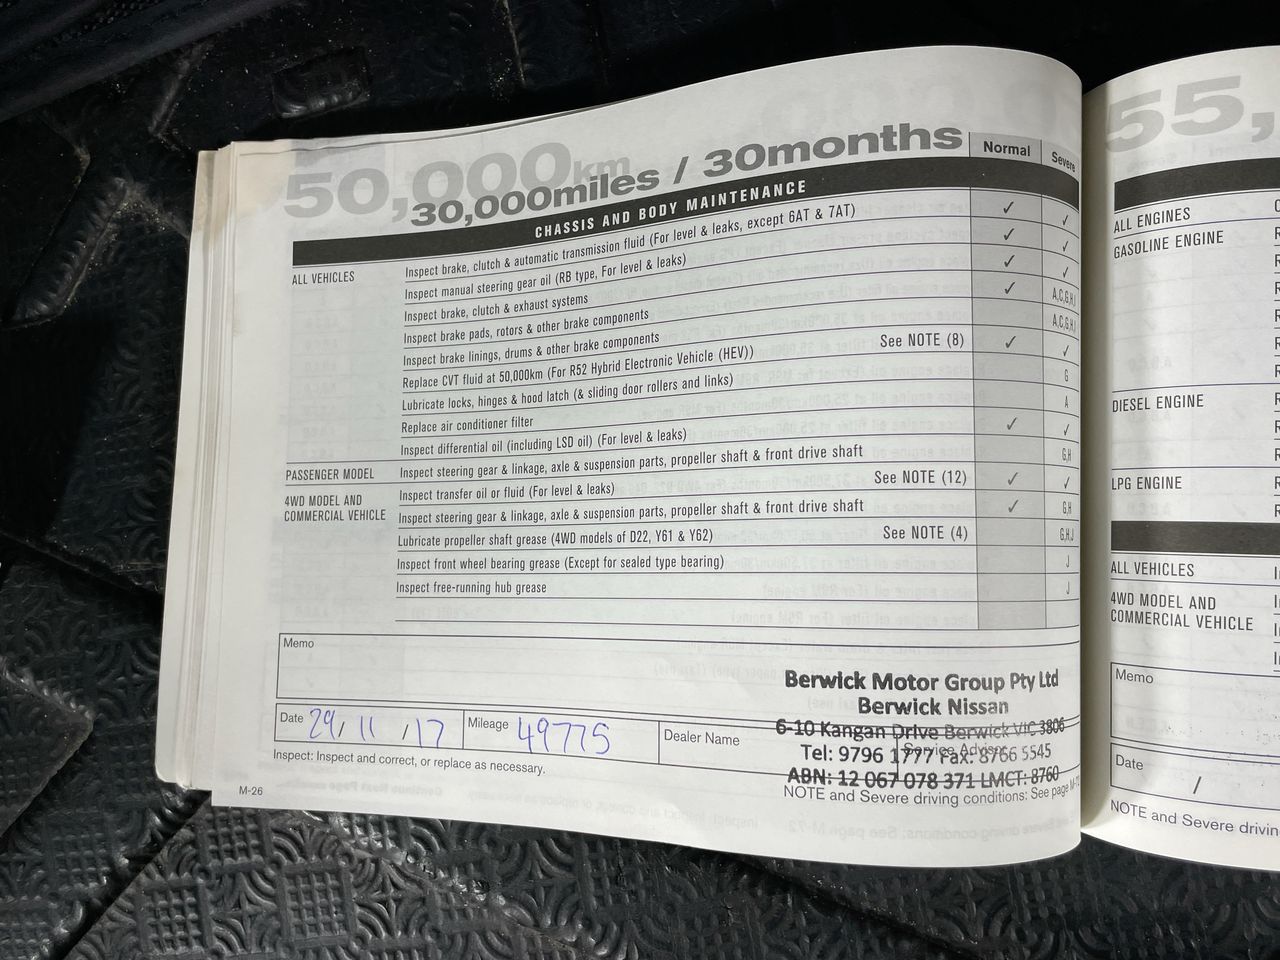 50,000km
30,000miles / 30months
Normal
Severe
CHASSIS AND BODY MAINTENANCE
ALL VEHICLES
Inspect brake, clutch & automatic transmission fluid (For level & leaks, except 6AT & 7AT) ✓ ✓
Inspect manual steering gear oil (RB type, For level & leaks) ✓ ✓
Inspect brake, clutch & exhaust systems ✓ ✓
Inspect brake pads, rotors & other brake components ✓ A,C,G,H,J
Inspect brake linings, drums & other brake components A,C,G,H,J
Replace CVT fluid at 50,000km (For R52 Hybrid Electronic Vehicle (HEV)) See NOTE (8) ✓ ✓
Lubricate locks, hinges & hood latch (& sliding door rollers and links) G
Replace air conditioner filter A
Inspect differential oil (including LSD oil) (For level & leaks) ✓ ✓
PASSENGER MODEL
Inspect steering gear & linkage, axle & suspension parts, propeller shaft & front drive shaft G,H
4WD MODEL AND
COMMERCIAL VEHICLE
Inspect transfer oil or fluid (For level & leaks) See NOTE (12) ✓ ✓
Inspect steering gear & linkage, axle & suspension parts, propeller shaft & front drive shaft ✓ G,H
Lubricate propeller shaft grease (4WD models of D22, Y61 & Y62) See NOTE (4) G,H,J
Inspect front wheel bearing grease (Except for sealed type bearing) J
Inspect free-running hub grease J
Memo
Date 29/11/17
Mileage 49775
Dealer Name
Berwick Motor Group Pty Ltd
Berwick Nissan
6-10 Kangan Drive Berwick VIC 3806
Service Advisor
Tel: 9796 1777 Fax: 8766 5545
ABN: 12 067 078 371 LMCT: 8760
Inspect: Inspect and correct, or replace as necessary.
NOTE and Severe driving conditions: See page
M-26
55,
ALL ENGINES
GASOLINE ENGINE
DIESEL ENGINE
LPG ENGINE
ALL VEHICLES
4WD MODEL AND
COMMERCIAL VEHICLE
Memo
Date /
NOTE and Severe